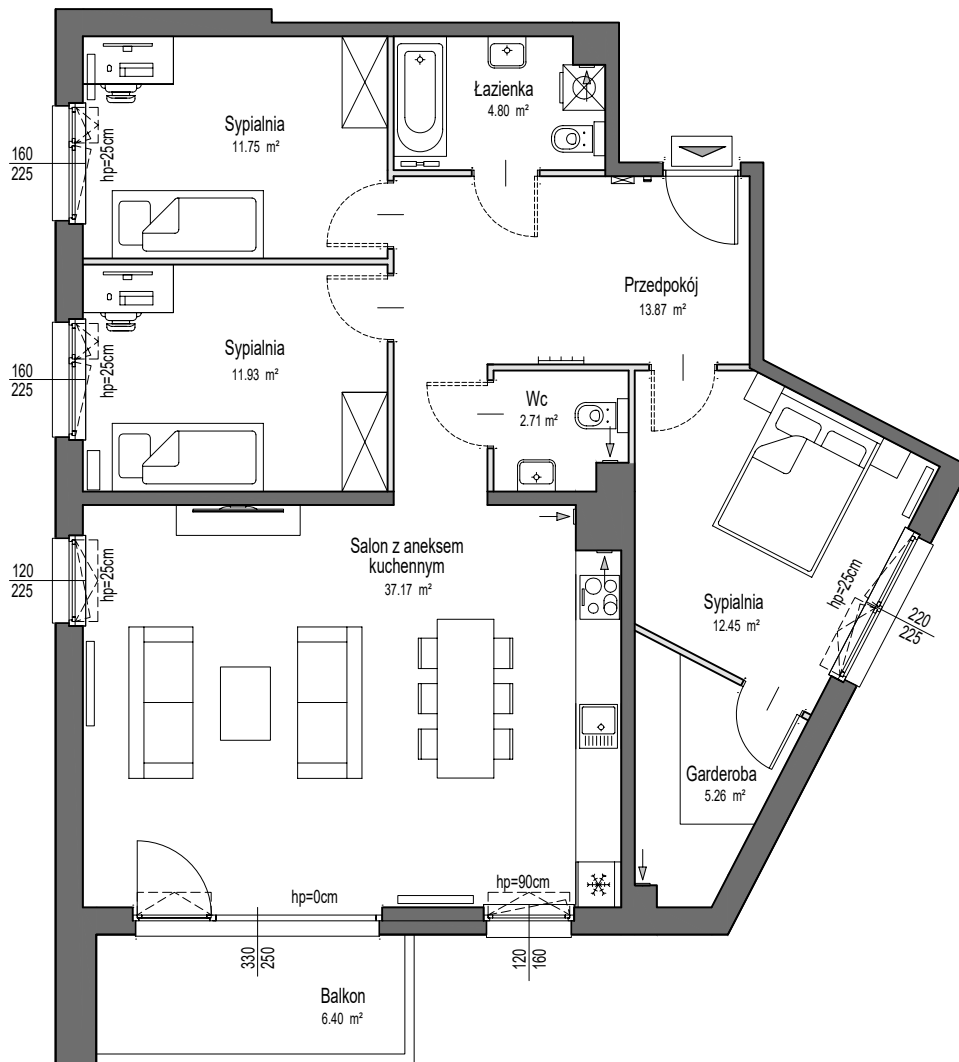 Łazienka
4.80 m²
Sypialnia
11.75 m²
160
225
hp=25cm
Przedpokój
13.87 m²
Sypialnia
11.93 m²
160
225
hp=25cm
Wc
2.71 m²
Salon z aneksem
kuchennym
37.17 m²
120
225
hp=25cm
hp=25cm
Sypialnia
12.45 m²
220
225
Garderoba
5.26 m²
hp=0cm
hp=90cm
330
250
120
160
Balkon
6.40 m²